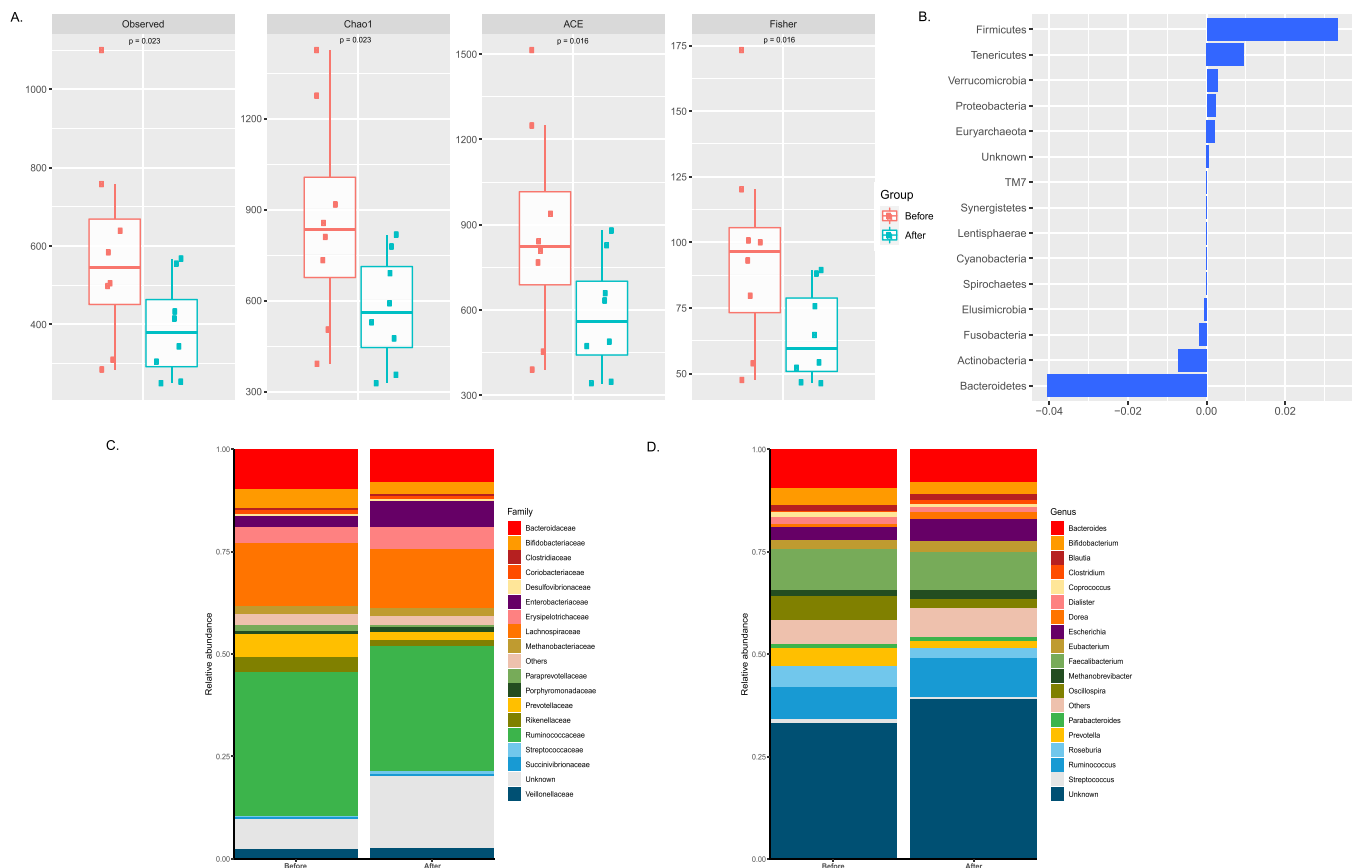 A.
Observed
Chao1
ACE
Fisher
p = 0.023
p = 0.023
p = 0.016
p = 0.016
1000
800
600
400
1200
900
600
300
1500
1200
900
600
300
175
150
125
100
75
50
Group
Before
After
B.
Firmicutes
Tenericutes
Verrucomicrobia
Proteobacteria
Euryarchaeota
Unknown
TM7
Synergistetes
Lentisphaerae
Cyanobacteria
Spirochaetes
Elusimicrobia
Fusobacteria
Actinobacteria
Bacteroidetes
−0.04 −0.02 0.00 0.02
C.
Relative abundance
1.00
0.75
0.50
0.25
0.00
Before After
Family
Bacteroidaceae
Bifidobacteriaceae
Clostridiaceae
Coriobacteriaceae
Desulfovibrionaceae
Enterobacteriaceae
Erysipelotrichaceae
Lachnospiraceae
Methanobacteriaceae
Others
Paraprevotellaceae
Porphyromonadaceae
Prevotellaceae
Rikenellaceae
Ruminococcaceae
Streptococcaceae
Succinivibrionaceae
Unknown
Veillonellaceae
D.
Relative abundance
1.00
0.75
0.50
0.25
0.00
Before After
Genus
Bacteroides
Bifidobacterium
Blautia
Clostridium
Coprococcus
Dialister
Dorea
Escherichia
Eubacterium
Faecalibacterium
Methanobrevibacter
Oscillospira
Others
Parabacteroides
Prevotella
Roseburia
Ruminococcus
Streptococcus
Unknown